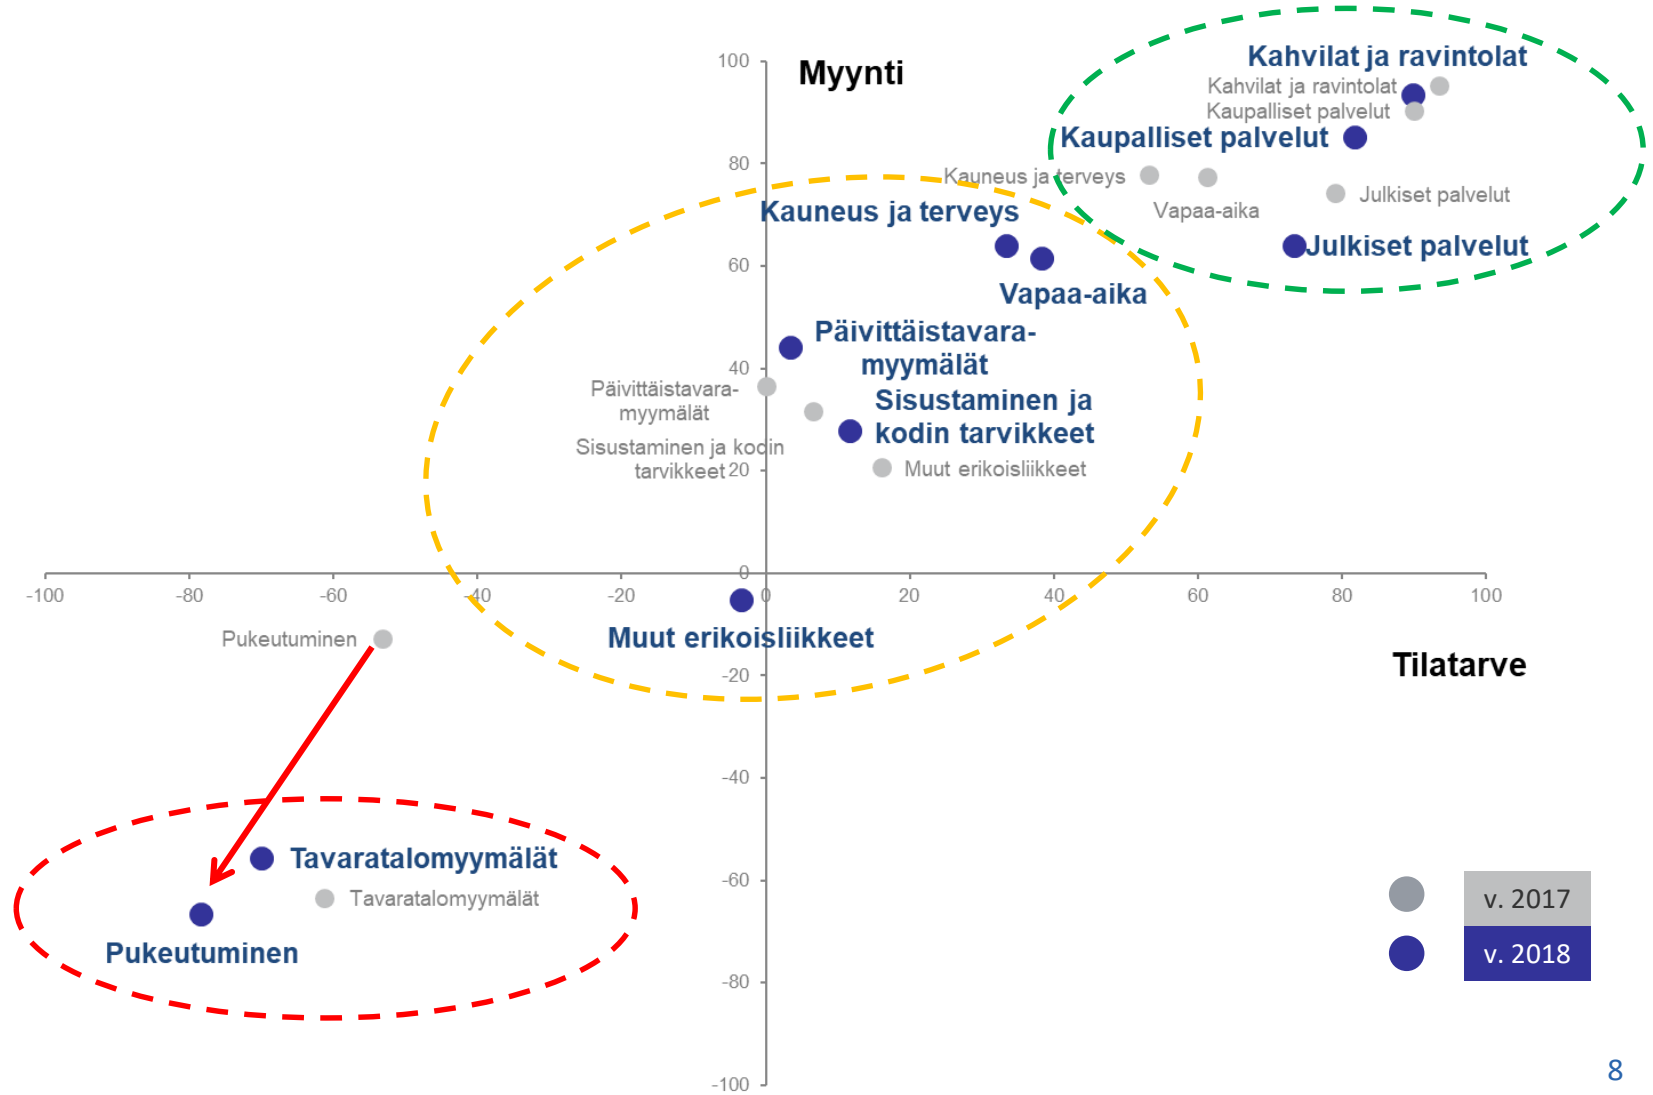 Kahvilat ja ravintolat
100
Myynti
Kahvilat ja ravintolat
Kaupalliset palvelut
Kaupalliset palvelut
80
Kauneus ja terveys
Julkiset palvelut
Kauneus ja terveys
Vapaa-aika
Julkiset palvelut
60
Vapaa-aika
Päivittäistavara-
myymälät
40
Päivittäistavara-
myymälät
Sisustaminen ja
kodin tarvikkeet
Sisustaminen ja kodin
tarvikkeet
20
Muut erikoisliikkeet
0
-100
-80
-60
-40
-20
0
20
40
60
80
100
Pukeutuminen
Muut erikoisliikkeet
Tilatarve
-20
-40
Tavaratalomyymälät
-60
Tavaratalomyymälät
v. 2017
Pukeutuminen
v. 2018
-80
8
-100